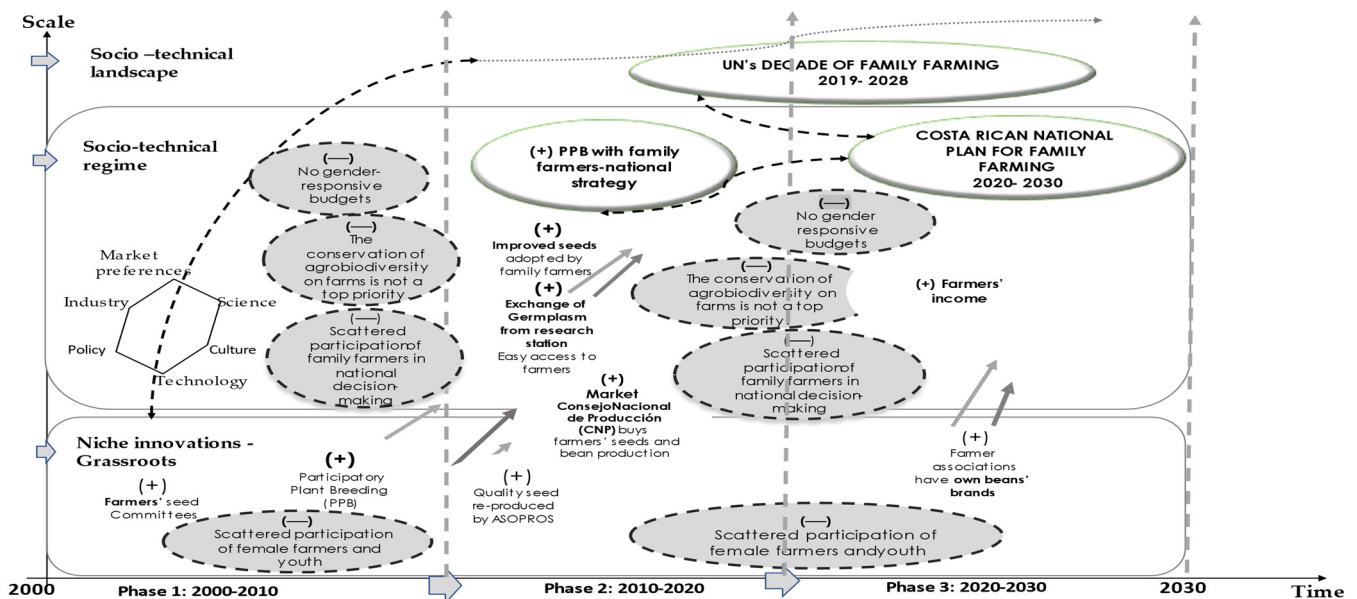 Scale
Socio –technical
landscape
UN's DECADE OF FAMILY FARMING
2019- 2028
Socio-technical
regime
(—)
No gender-
responsive
budgets
(—)
The
conservation of
agrobiodiversity
on farms is not a
top priority
(—)
Scattered
participation of
family farmers in
national
decision-
making
Market
preferences
Industry
Science
Policy
Culture
Technology
(+) PPB with family
farmers-national
strategy
COSTA RICAN NATIONAL
PLAN FOR FAMILY
FARMING
2020- 2030
(+)
Improved seeds
adopted by
family farmers
(+)
Exchange of
Germplasm
from research
station
Easy access to
farmers
(+)
Market
ConsejoNacional
de Producción
(CNP) buys
farmers' seeds and
bean production
(—)
No gender
responsive
budgets
(—)
The conservation of
agrobiodiversity on
farms is not a top
priority
(—)
Scattered
participation of
family farmers in
national decision-
making
(+) Farmers'
income
Niche innovations -
Grassroots
(+)
Farmers' seed
Committees
(+)
Participatory
Plant Breeding
(PPB)
(—)
Scattered participation
of female farmers and
youth
(+)
Quality seed
re-produced
by ASOPROS
(—)
Scattered participation of
female farmers andyouth
(+)
Farmer
associations
have own beans'
brands
2000
Phase 1: 2000-2010
Phase 2: 2010-2020
Phase 3: 2020-2030
2030
Time